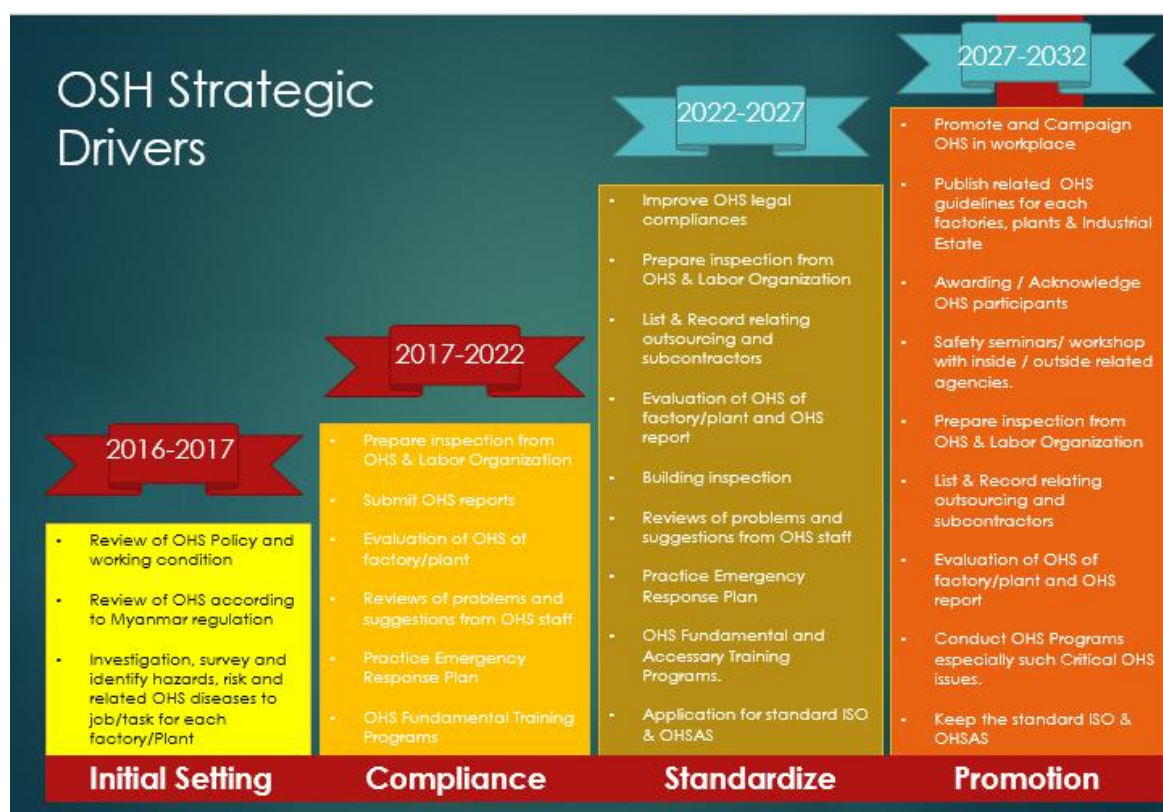 OSH Strategic
Drivers
2016-2017
• Review of OHS Policy and
working condition
• Review of OHS according
to Myanmar regulation
• Investigation, survey and
identify hazards, risk and
related OHS diseases to
job/task for each
factory/Plant
Initial Setting
2017-2022
• Prepare inspection from
OHS & Labor Organization
• Submit OHS reports
• Evaluation of OHS of
factory/plant
• Reviews of problems and
suggestions from OHS staff
• Practice Emergency
Response Plan
• OHS Fundamental Training
Programs
Compliance
2022-2027
• Improve OHS legal
compliances
• Prepare inspection from
OHS & Labor Organization
• List & Record relating
outsourcing and
subcontractors
• Evaluation of OHS of
factory/plant and OHS
report
• Building inspection
• Reviews of problems and
suggestions from OHS staff
• Practice Emergency
Response Plan
• OHS Fundamental and
Accessary Training
Programs.
• Application for standard ISO
& OHSAS
Standardize
2027-2032
• Promote and Campaign
OHS in workplace
• Publish related OHS
guidelines for each
factories, plants & Industrial
Estate
• Awarding / Acknowledge
OHS participants
• Safety seminars/ workshop
with inside / outside related
agencies.
• Prepare inspection from
OHS & Labor Organization
• List & Record relating
outsourcing and
subcontractors
• Evaluation of OHS of
factory/plant and OHS
report
• Conduct OHS Programs
especially such Critical OHS
issues.
• Keep the standard ISO &
OHSAS
Promotion